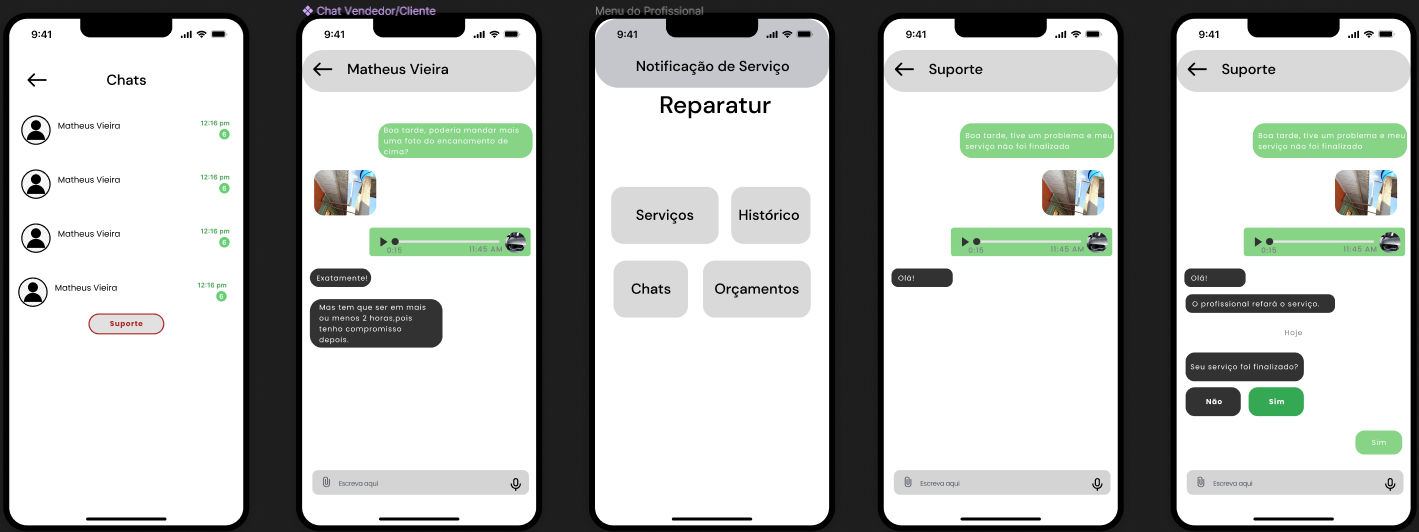 Chat Vendedor/Cliente
Menu do Profissional
9:41
Chats
Matheus Vieira
12:16 pm
6
Matheus Vieira
12:16 pm
6
Matheus Vieira
12:16 pm
6
Matheus Vieira
12:16 pm
6
Suporte
9:41
Matheus Vieira
Boa tarde, poderia mandar mais
uma foto do encanamento de
cima?
0:15
11:45 AM
Exatamente!
Mas tem que ser em mais
ou menos 2 horas,pois
tenho compromisso
depois.
Escreva aqui
9:41
Notificação de Serviço
Reparatur
Serviços
Histórico
Chats
Orçamentos
9:41
Suporte
Boa tarde, tive um problema e meu
serviço não foi finalizado
0:15
11:45 AM
Olá!
Escreva aqui
9:41
Suporte
Boa tarde, tive um problema e meu
serviço não foi finalizado
0:15
11:45 AM
Olá!
O profissional refará o serviço.
Hoje
Seu serviço foi finalizado?
Não
Sim
Sim
Escreva aqui